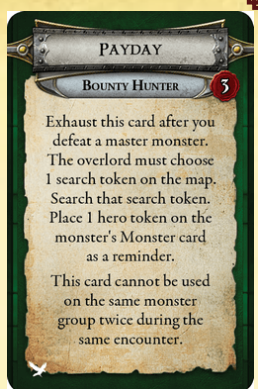 PAYDAY
BOUNTY HUNTER
3
Exhaust this card after you
defeat a master monster.
The overlord must choose
1 search token on the map.
Search that search token.
Place 1 hero token on the
monster's Monster card
as a reminder.
This card cannot be used
on the same monster
group twice during the
same encounter.